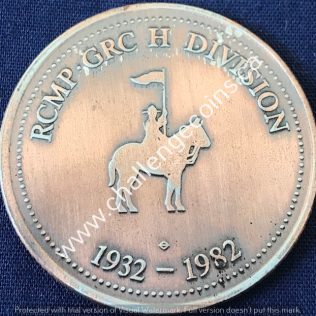 RCMP GRC H DIVISION
1932 – 1982
www.challengecoins.ca
Protected with trial version of Visual Watermark. Full version doesn't put this mark.